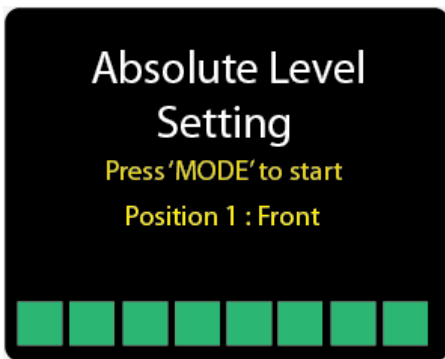 Absolute Level
Setting
Press 'MODE' to start
Position 1 : Front